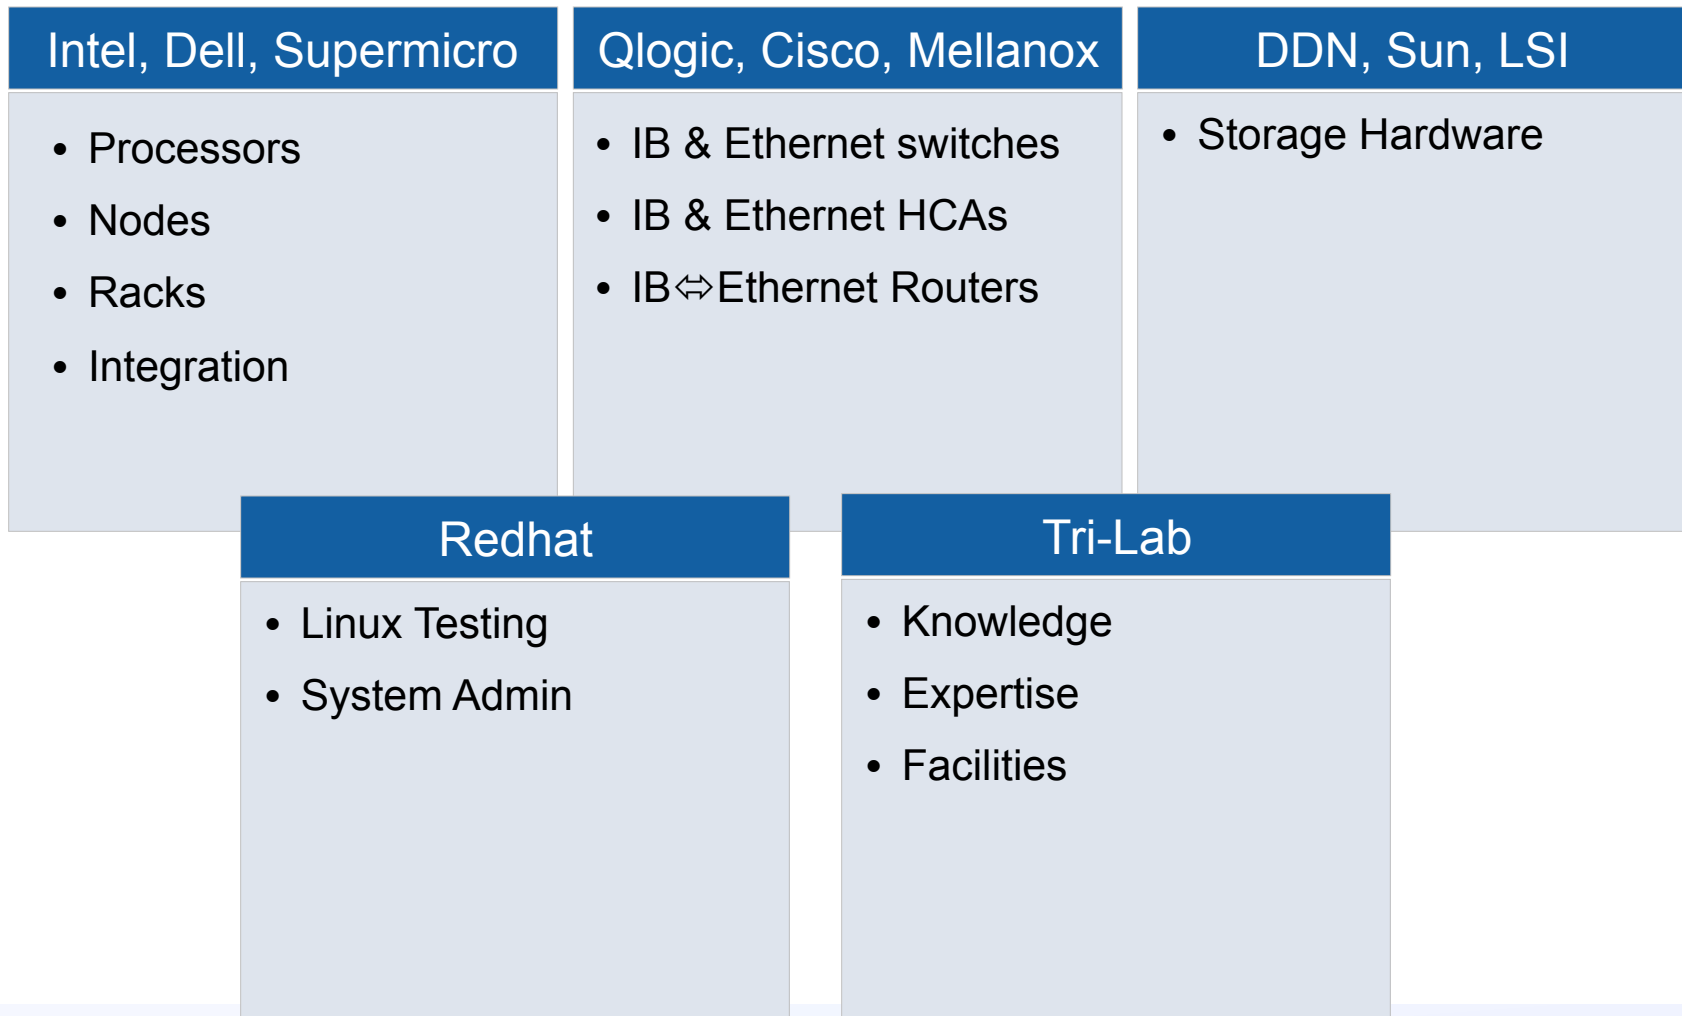 Intel, Dell, Supermicro
• Processors
• Nodes
• Racks
• Integration
Qlogic, Cisco, Mellanox
• IB & Ethernet switches
• IB & Ethernet HCAs
• IB⬄Ethernet Routers
DDN, Sun, LSI
• Storage Hardware
Redhat
• Linux Testing
• System Admin
Tri-Lab
• Knowledge
• Expertise
• Facilities